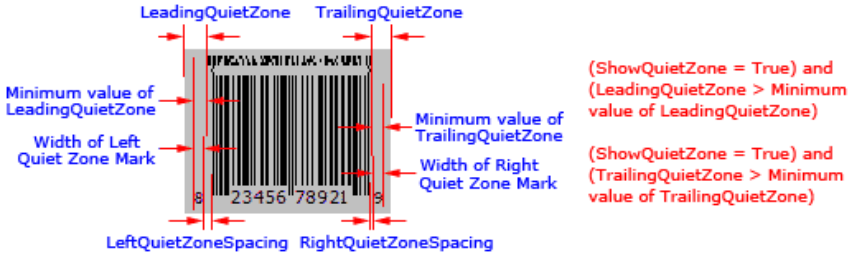 LeadingQuietZone TrailingQuietZone
Minimum value of
LeadingQuietZone
Width of Left
Quiet Zone Mark
Minimum value of
TrailingQuietZone
Width of Right
Quiet Zone Mark
8 23456 78921 9
LeftQuietZoneSpacing RightQuietZoneSpacing
(ShowQuietZone = True) and
(LeadingQuietZone > Minimum
value of LeadingQuietZone)
(ShowQuietZone = True) and
(TrailingQuietZone > Minimum
value of TrailingQuietZone)